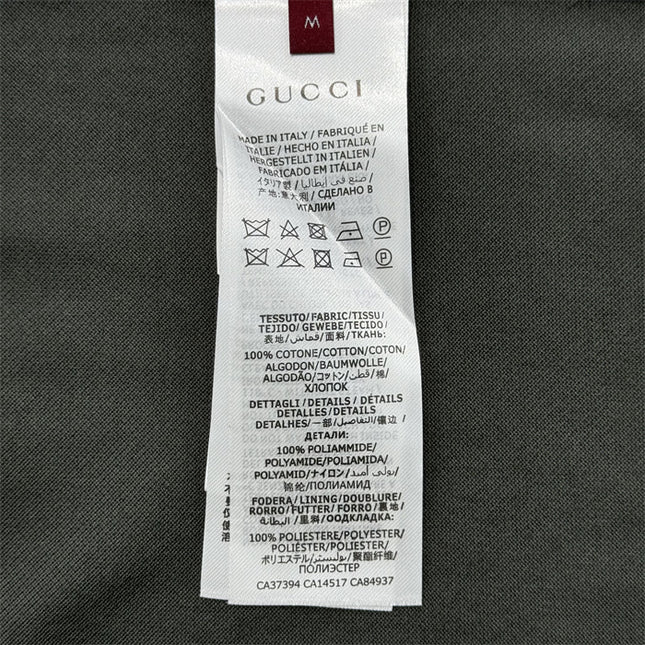 M
GUCCI
MADE IN ITALY / FABRIQUÉ EN
ITALIE / HECHO EN ITALIA /
HERGESTELLT IN ITALIEN /
FABRICADO EM ITÁLIA /
イタリア製 / صنع في إيطاليا /
产地:意大利 / СДЕЛАНО В
ИТАЛИИ
P
P
TESSUTO/FABRIC/TISSU/
TEJIDO/ GEWEBE/TECIDO/
表地/قماش/面料/ТКАНЬ:
100% COTONE/COTTON/COTON/
ALGODON/BAUMWOLLE/
ALGODÃO/コットン/قطن/棉/
ХЛОПОК
DETTAGLI/DETAILS / DÉTAILS
DETALLES/DETAILS/
DETALHES/一部/التفاصيل/镶边/
ДЕТАЛИ:
100% POLIAMMIDE/
POLYAMIDE/POLIAMIDA/
POLYAMID/ナイロン/بولي أميد/
锦纶/ПОЛИАМИД
FODERA/LINING/DOUBLURE/
FORRO/FUTTER/ FORRO/裏地/
البطانة/里料/ООДКЛАДКА:
100% POLIESTERE/POLYESTER/
POLIÉSTER/POLIESTER/
ポリエステル/بوليستر/聚酯纤维/
ПОЛИЭСТЕР
CA37394 CA14517 CA84937